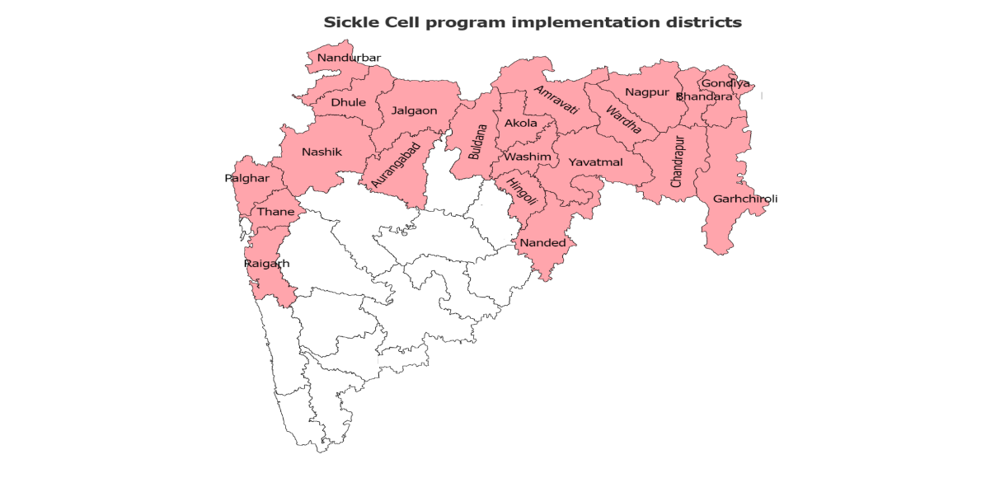 Sickle Cell program implementation districts
Nandurbar
Gondiya
Amravati
Nagpur
Bhandara
Dhule
Jalgaon
Wardha
Akola
Buldana
Nashik
Aurangabad
Washim
Yavatmal
Chandrapur
Palghar
Hingoli
Garhchiroli
Thane
Nanded
Raigarh